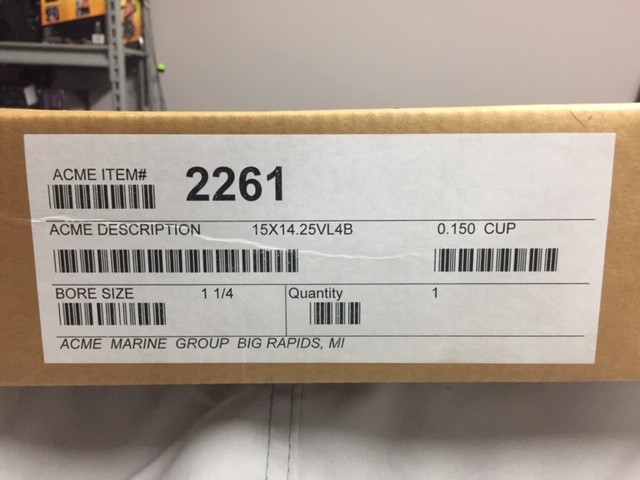 ACME ITEM# 2261
ACME DESCRIPTION 15X14.25VL4B 0.150 CUP
BORE SIZE 1 1/4 Quantity 1
ACME MARINE GROUP BIG RAPIDS, MI